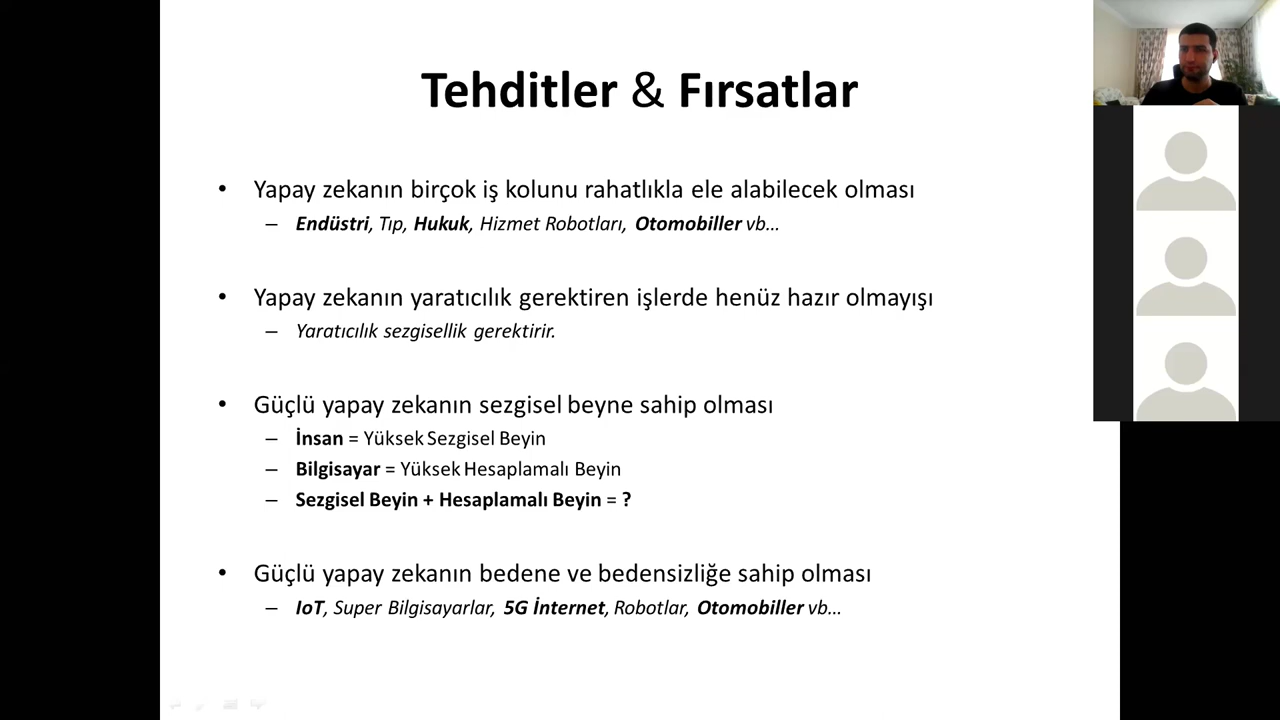 Tehditler & Fırsatlar
• Yapay zekanın birçok iş kolunu rahatlıkla ele alabilecek olması
– Endüstri, Tıp, Hukuk, Hizmet Robotları, Otomobiller vb...
• Yapay zekanın yaratıcılık gerektiren işlerde henüz hazır olmayışı
– Yaratıcılık sezgisellik gerektirir.
• Güçlü yapay zekanın sezgisel beyne sahip olması
– İnsan = Yüksek Sezgisel Beyin
– Bilgisayar = Yüksek Hesaplamalı Beyin
– Sezgisel Beyin + Hesaplamalı Beyin = ?
• Güçlü yapay zekanın bedene ve bedensizliğe sahip olması
– IoT, Super Bilgisayarlar, 5G İnternet, Robotlar, Otomobiller vb...